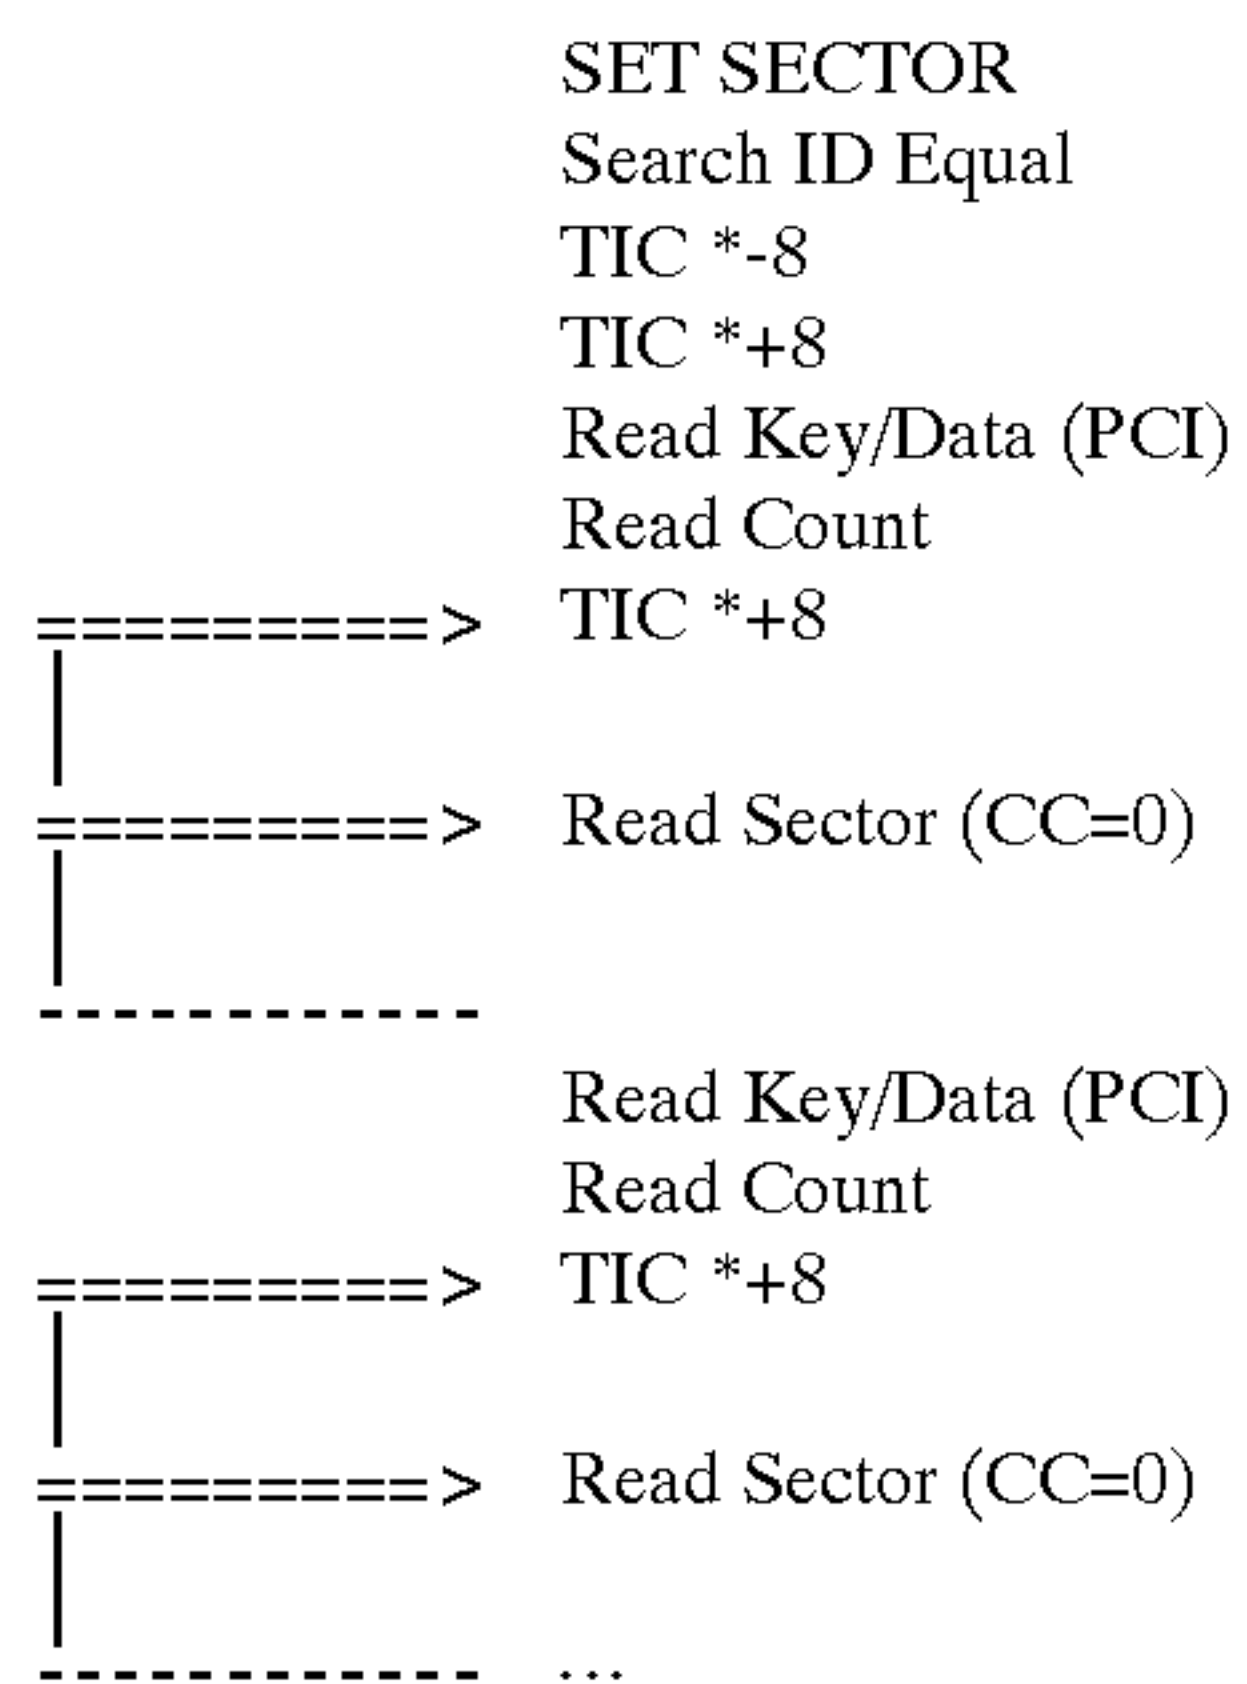 SET SECTOR
Search ID Equal
TIC *-8
TIC *+8
Read Key/Data (PCI)
Read Count
=========> TIC *+8
|
=========> Read Sector (CC=0)
|
------------
Read Key/Data (PCI)
Read Count
=========> TIC *+8
|
=========> Read Sector (CC=0)
|
------------ ...